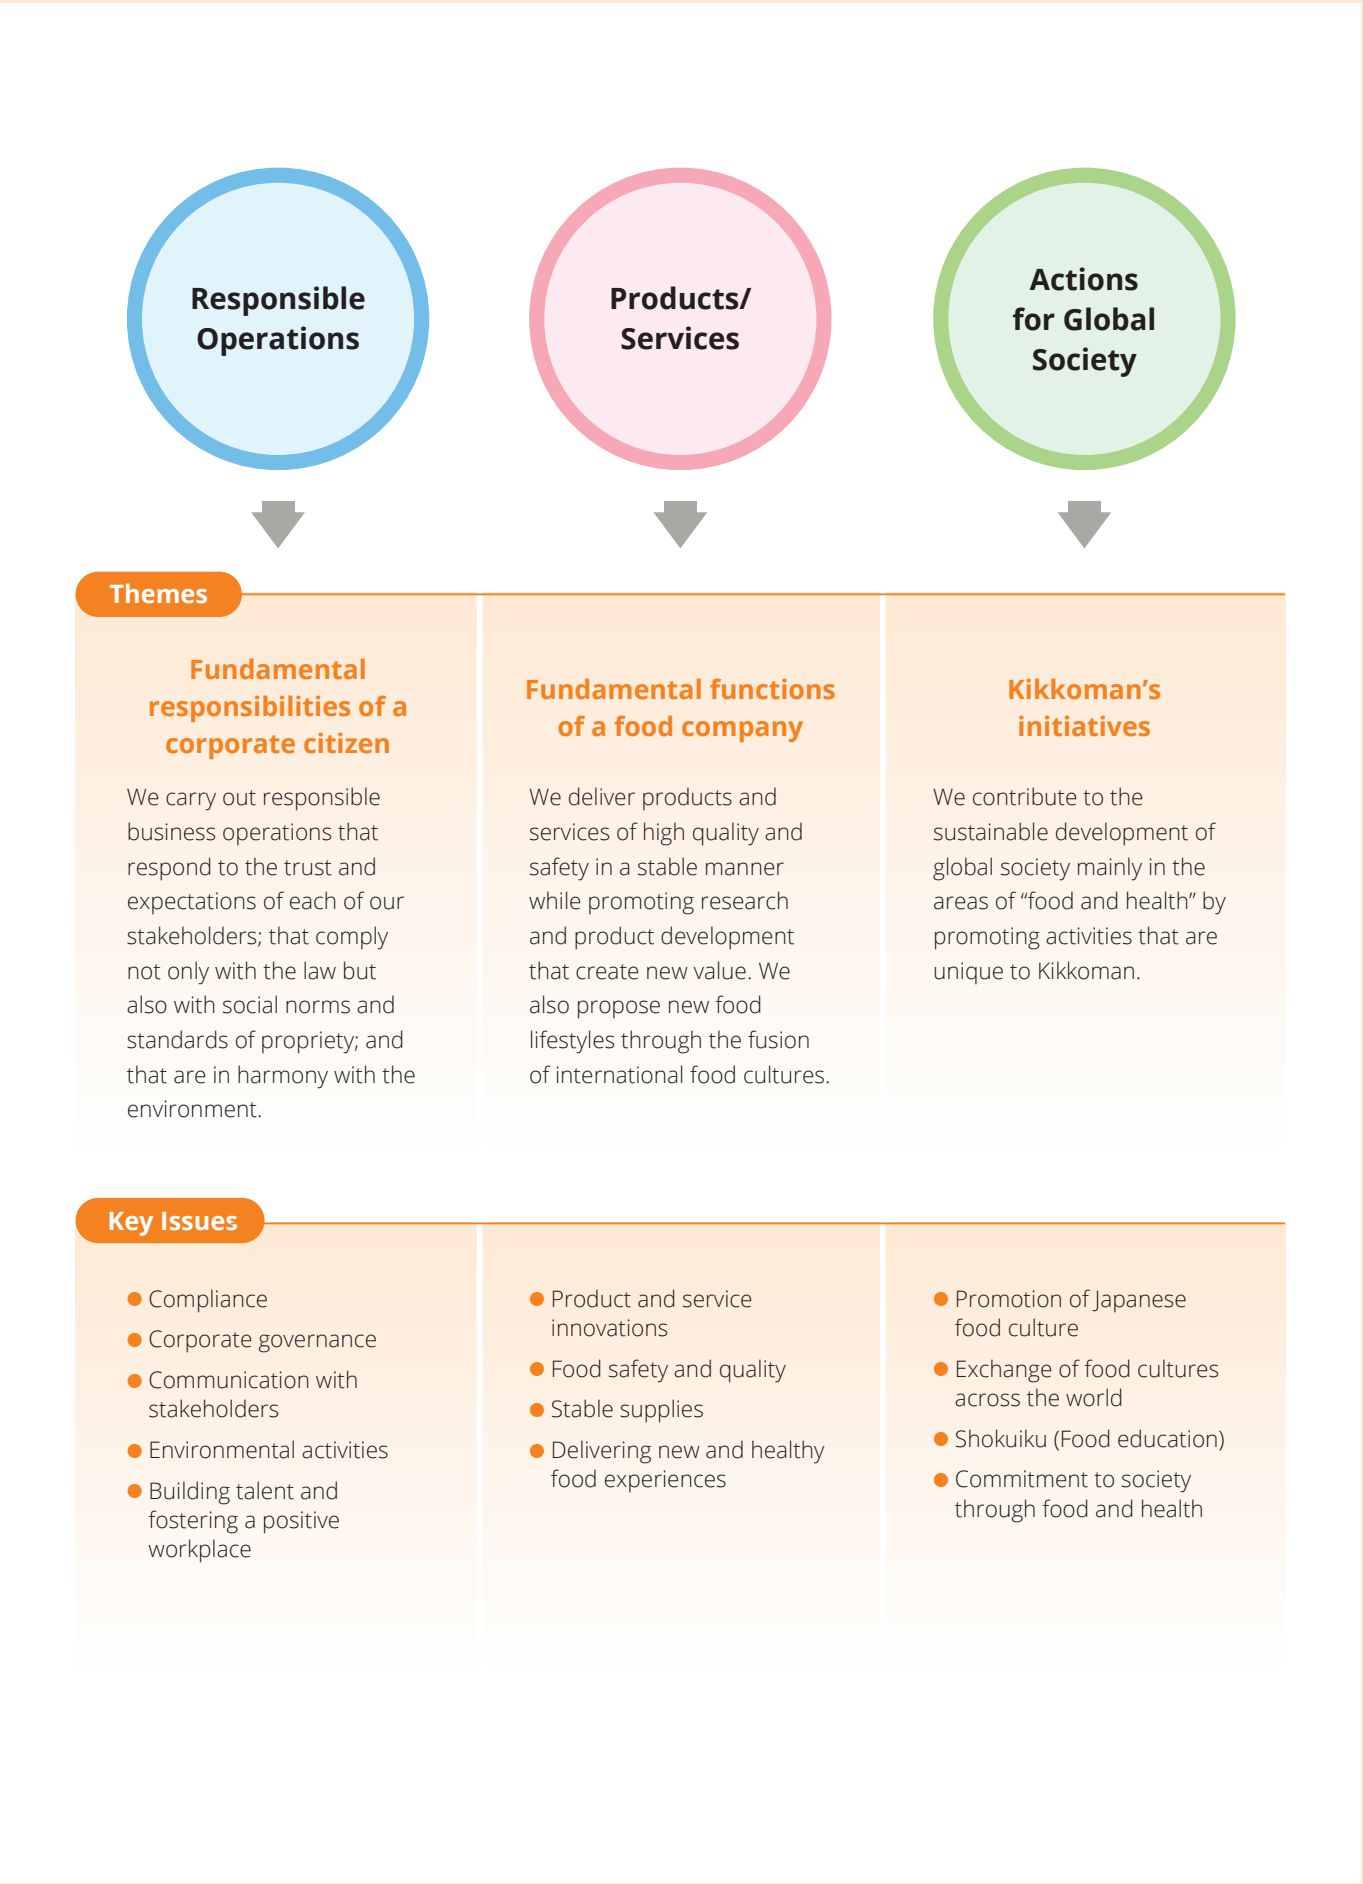 Responsible
Operations
Products/
Services
Actions
for Global
Society
Themes
Fundamental
responsibilities of a
corporate citizen
We carry out responsible
business operations that
respond to the trust and
expectations of each of our
stakeholders; that comply
not only with the law but
also with social norms and
standards of propriety; and
that are in harmony with the
environment.
Fundamental functions
of a food company
We deliver products and
services of high quality and
safety in a stable manner
while promoting research
and product development
that create new value. We
also propose new food
lifestyles through the fusion
of international food cultures.
Kikkoman’s
initiatives
We contribute to the
sustainable development of
global society mainly in the
areas of “food and health” by
promoting activities that are
unique to Kikkoman.
Key Issues
● Compliance
● Corporate governance
● Communication with
stakeholders
● Environmental activities
● Building talent and
fostering a positive
workplace
● Product and service
innovations
● Food safety and quality
● Stable supplies
● Delivering new and healthy
food experiences
● Promotion of Japanese
food culture
● Exchange of food cultures
across the world
● Shokuiku (Food education)
● Commitment to society
through food and health